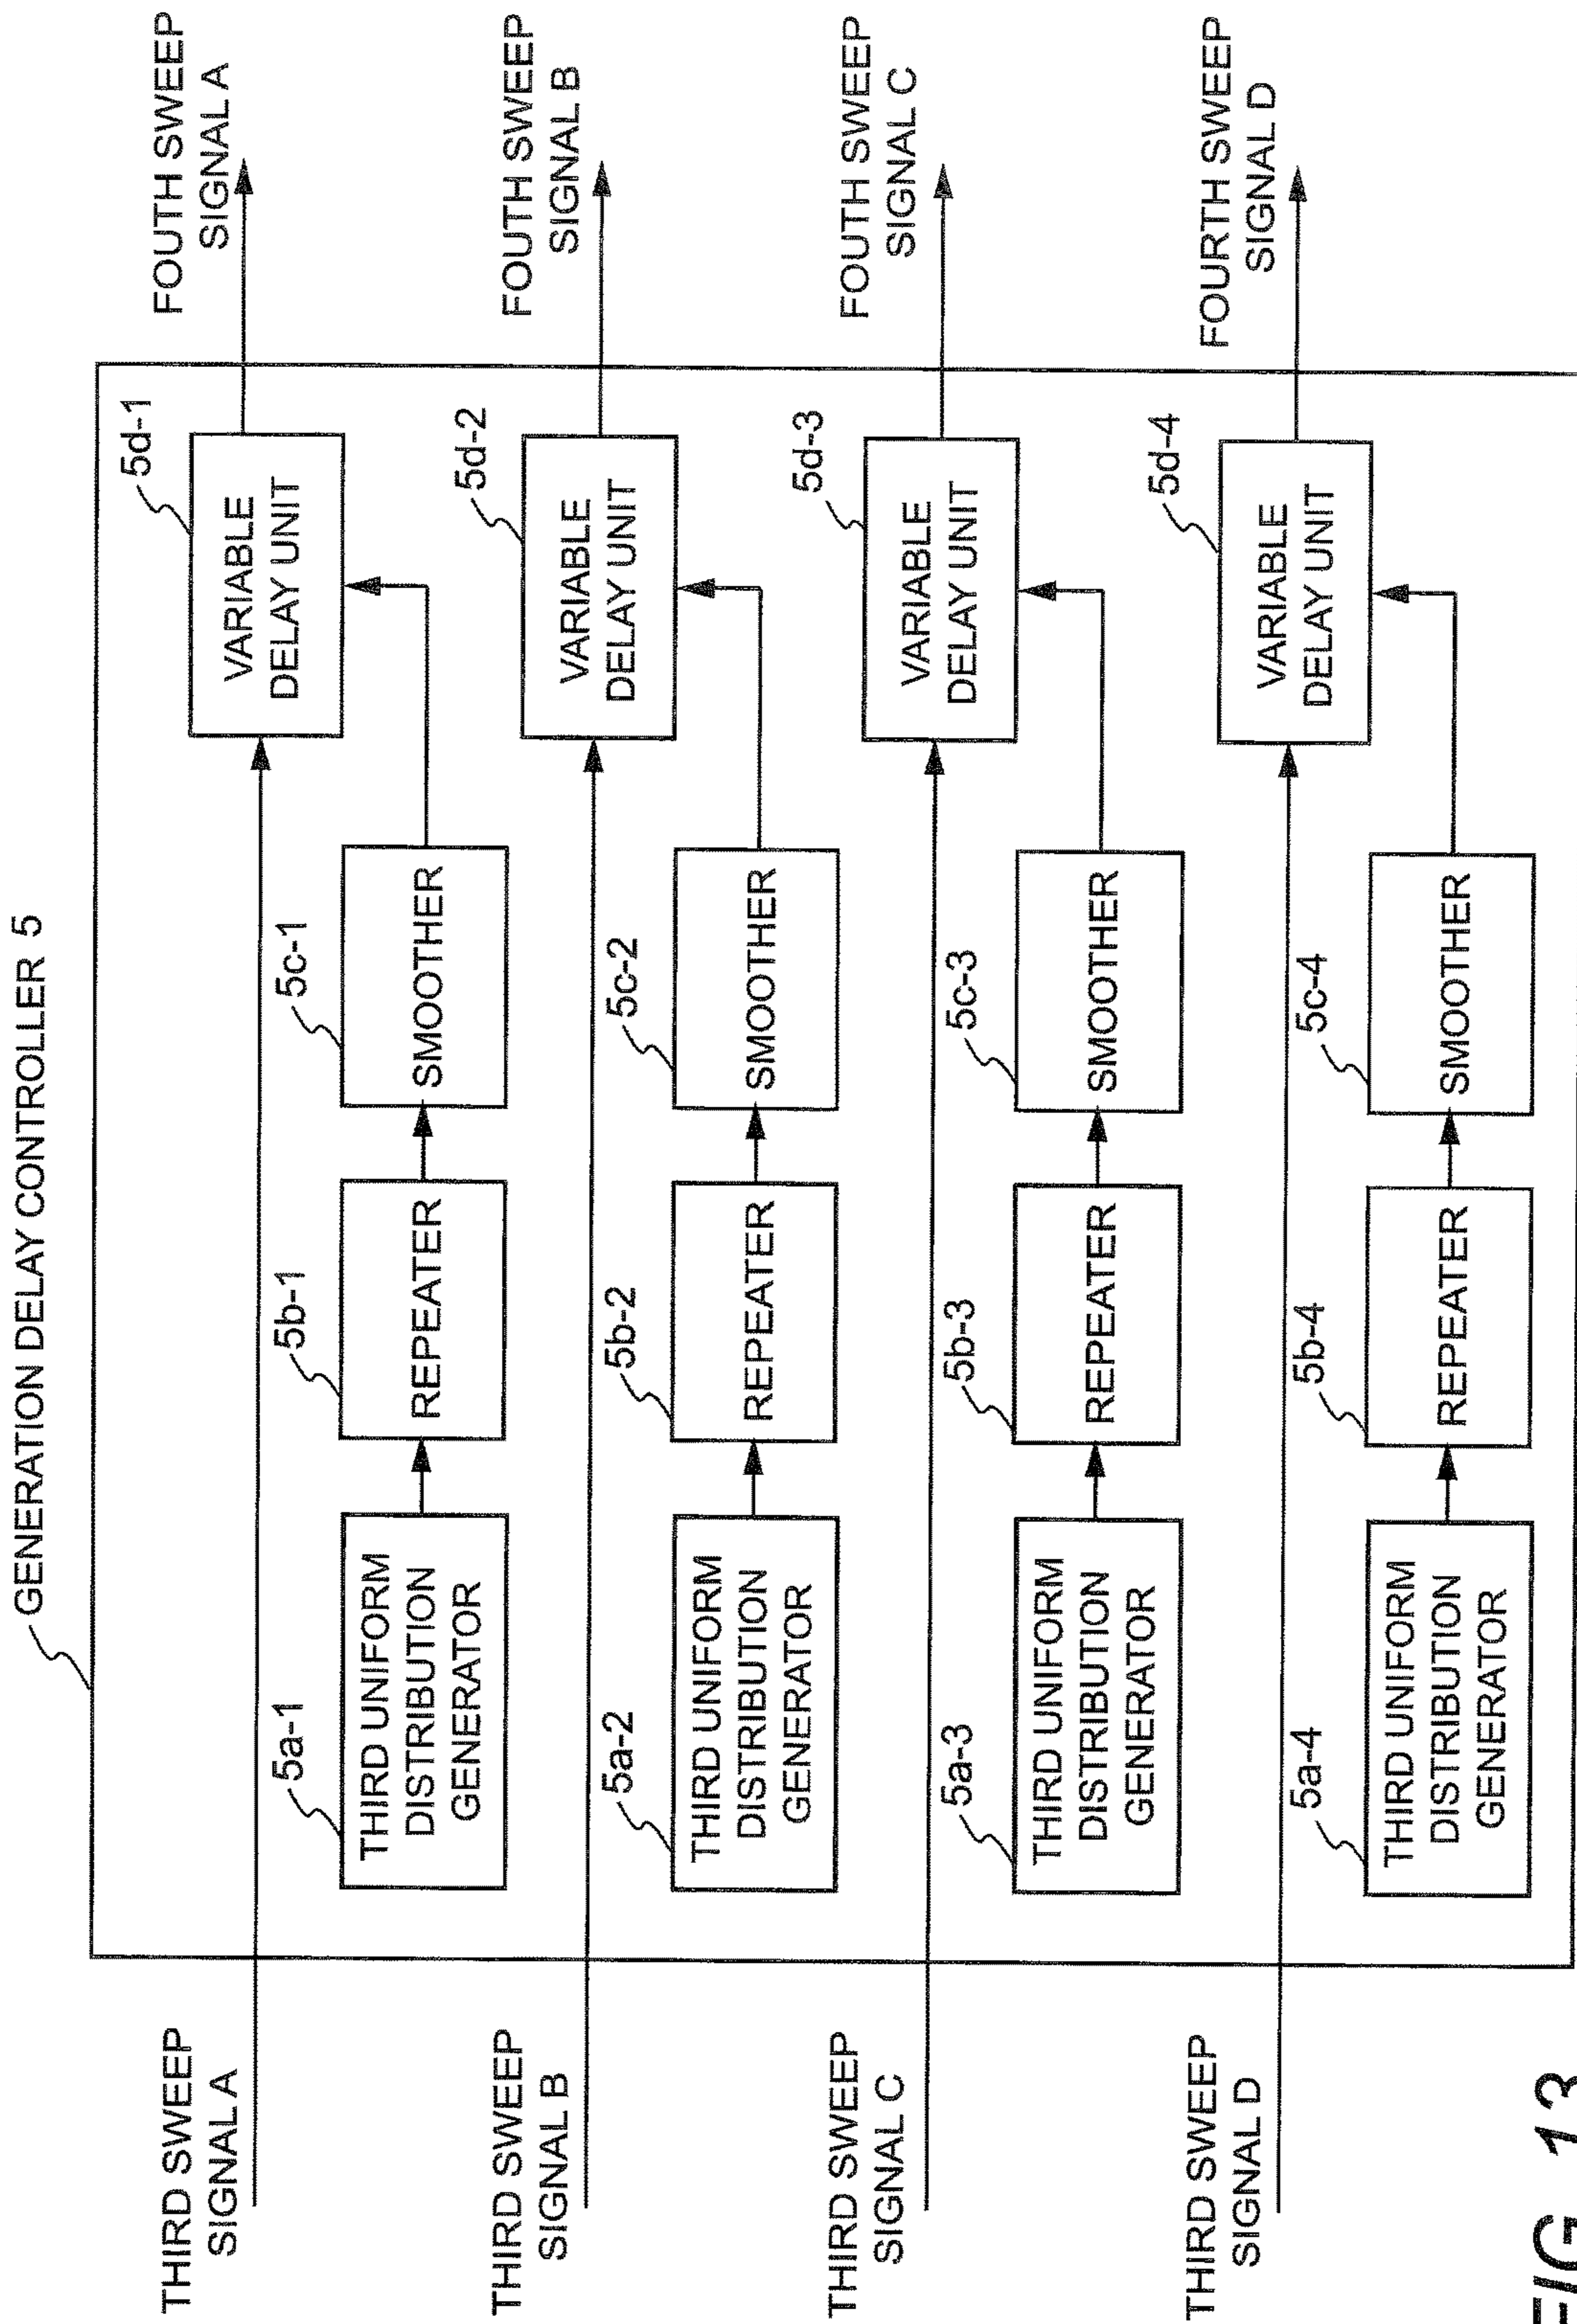 GENERATION DELAY CONTROLLER 5
THIRD SWEEP
SIGNAL A
5a-1
THIRD UNIFORM
DISTRIBUTION
GENERATOR
5b-1
REPEATER
5c-1
SMOOTHER
5d-1
VARIABLE
DELAY UNIT
FOUTH SWEEP
SIGNAL A
THIRD SWEEP
SIGNAL B
5a-2
THIRD UNIFORM
DISTRIBUTION
GENERATOR
5b-2
REPEATER
5c-2
SMOOTHER
5d-2
VARIABLE
DELAY UNIT
FOUTH SWEEP
SIGNAL B
THIRD SWEEP
SIGNAL C
5a-3
THIRD UNIFORM
DISTRIBUTION
GENERATOR
5b-3
REPEATER
5c-3
SMOOTHER
5d-3
VARIABLE
DELAY UNIT
FOUTH SWEEP
SIGNAL C
THIRD SWEEP
SIGNAL D
5a-4
THIRD UNIFORM
DISTRIBUTION
GENERATOR
5b-4
REPEATER
5c-4
SMOOTHER
5d-4
VARIABLE
DELAY UNIT
FOURTH SWEEP
SIGNAL D
FIG. 13